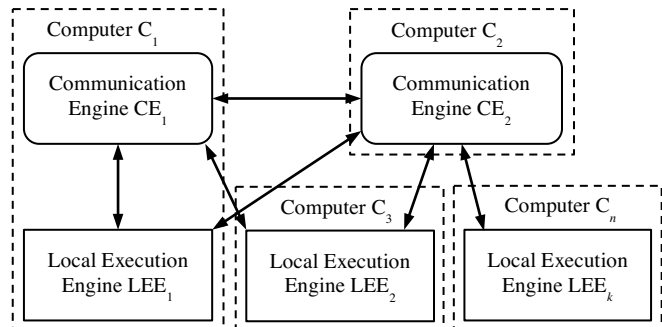 Computer C1
Computer C2
Communication
Engine CE1
Communication
Engine CE2
Computer C3
Computer Cn
Local Execution
Engine LEE1
Local Execution
Engine LEE2
Local Execution
Engine LEEk